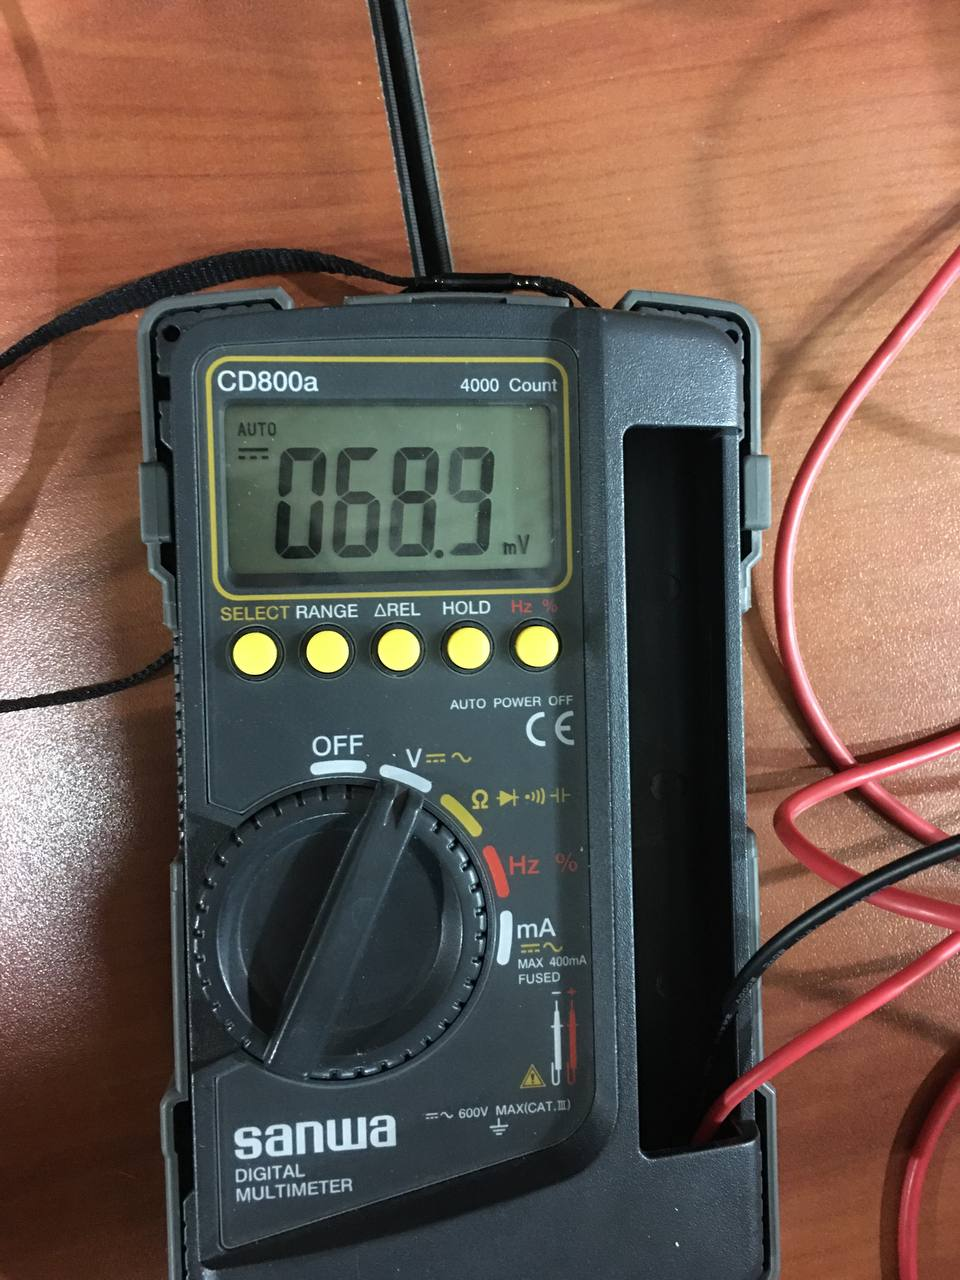 CD800a 4000 Count
AUTO
068.9 mV
SELECT RANGE ΔREL HOLD Hz %
AUTO POWER OFF
CE
OFF V
Ω
Hz %
mA
MAX 400mA
FUSED
600V MAX(CAT.III)
sanwa
DIGITAL
MULTIMETER